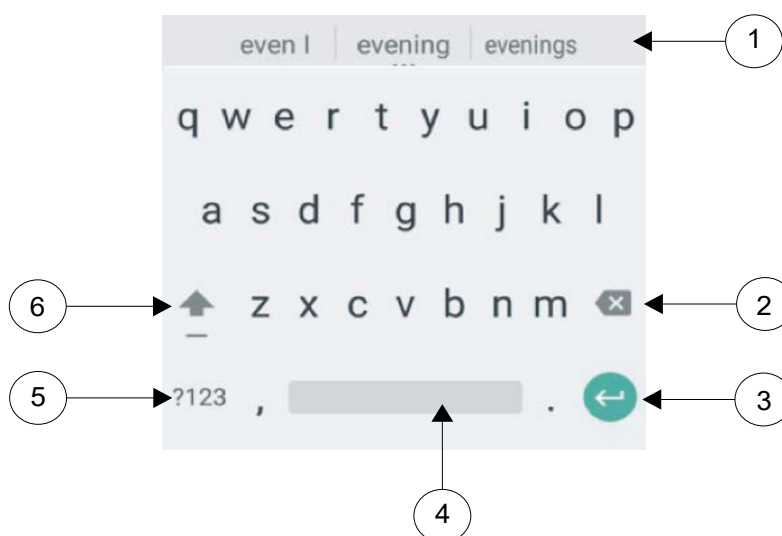 even I evening evenings 1
q w e r t y u i o p
a s d f g h j k l
6 z x c v b n m 2
5 ?123 , . 3
4